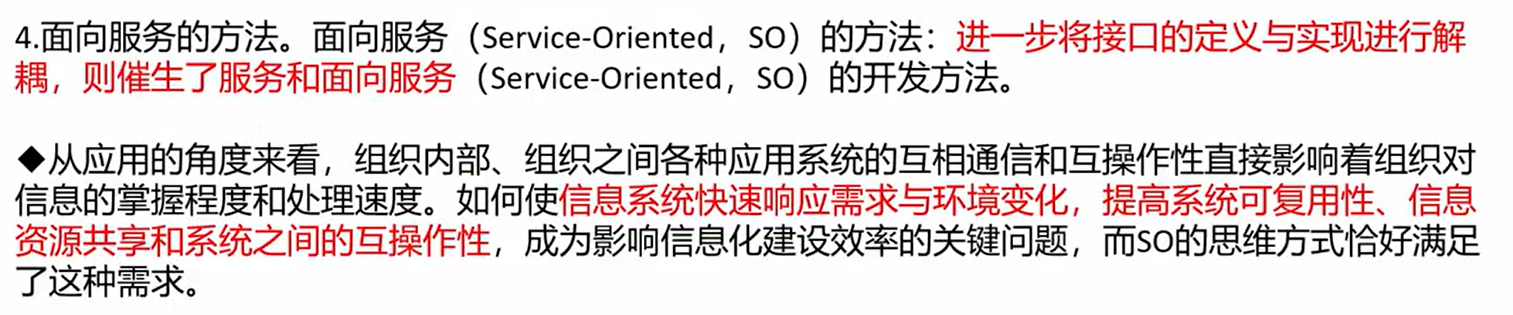 4.面向服务的方法。面向服务（Service-Oriented，SO）的方法：进一步将接口的定义与实现进行解
耦，则催生了服务和面向服务（Service-Oriented，SO）的开发方法。
◆从应用的角度来看，组织内部、组织之间各种应用系统的互相通信和互操作性直接影响着组织对
信息的掌握程度和处理速度。如何使信息系统快速响应需求与环境变化，提高系统可复用性、信息
资源共享和系统之间的互操作性，成为影响信息化建设效率的关键问题，而SO的思维方式恰好满足
了这种需求。